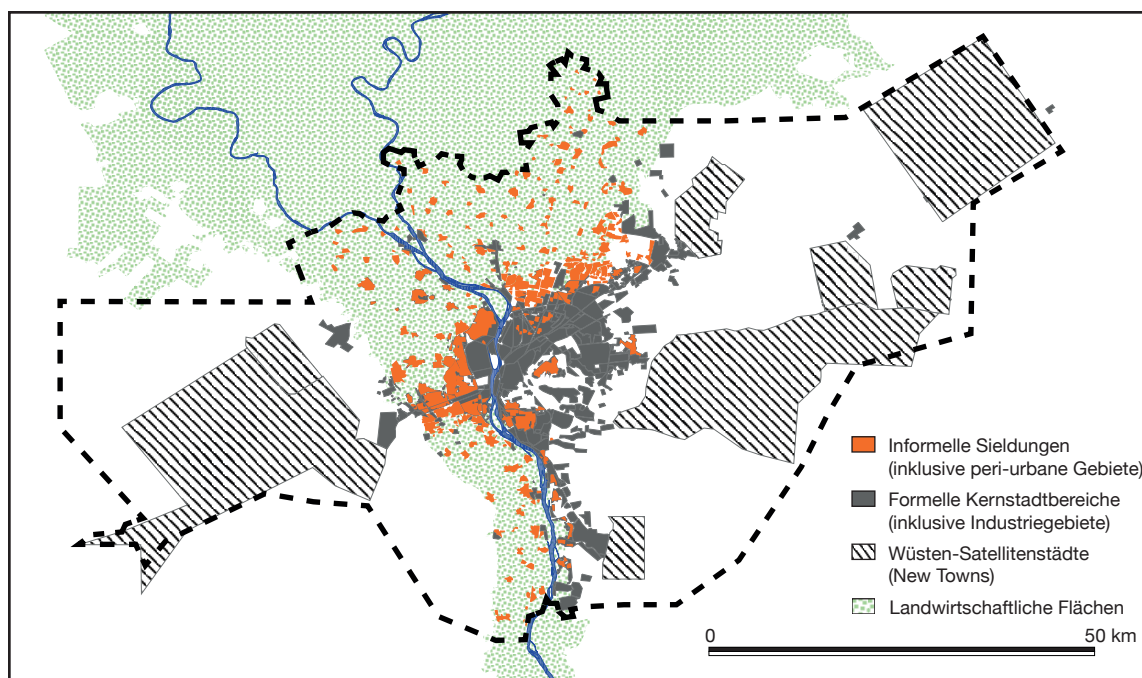 Informelle Sieldungen
(inklusive peri-urbane Gebiete)
Formelle Kernstadtbereiche
(inklusive Industriegebiete)
Wüsten-Satellitenstädte
(New Towns)
Landwirtschaftliche Flächen
0 50 km